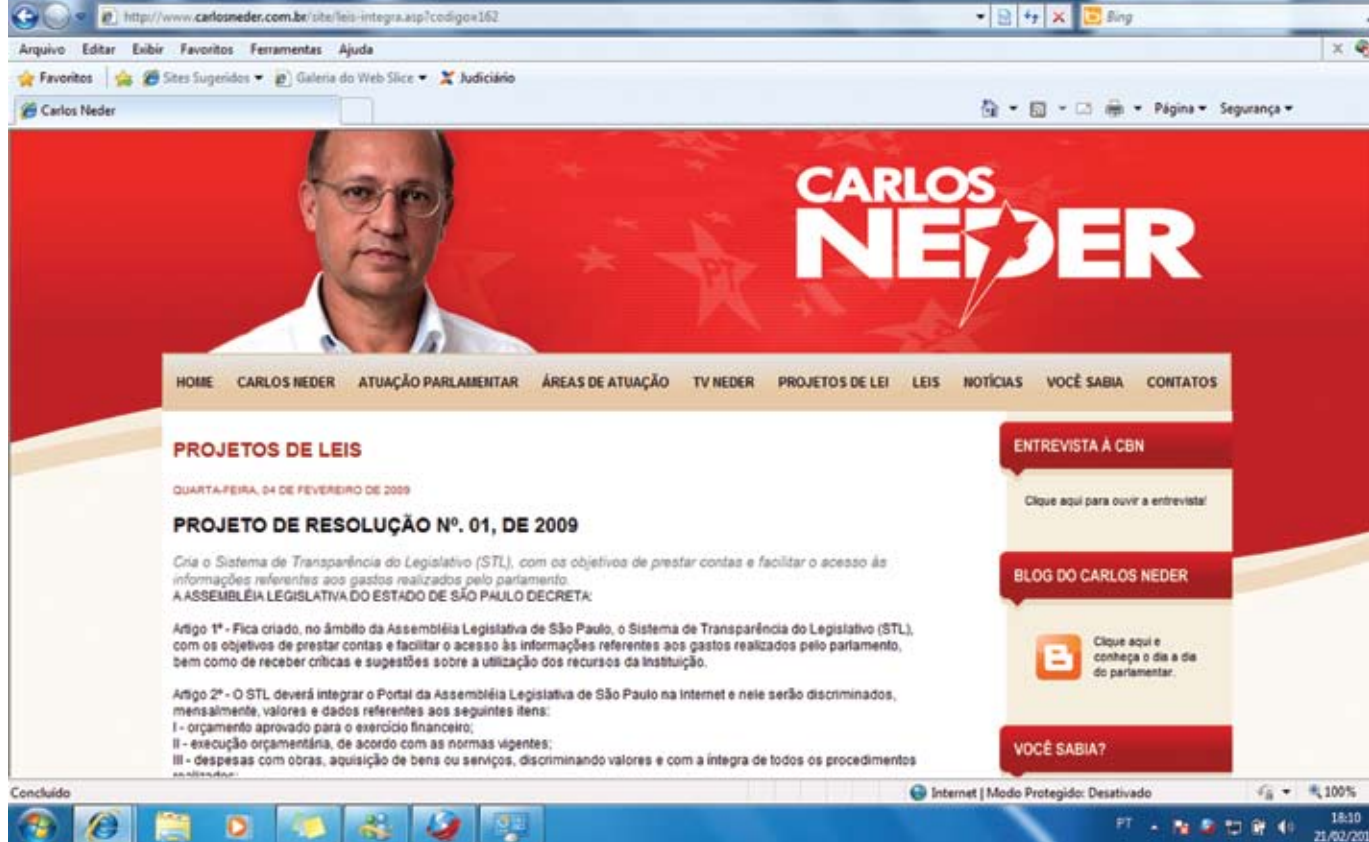 http://www.carlosneder.com.br/site/leis-integra.asp?codigo=162
Bing
Arquivo Editar Exibir Favoritos Ferramentas Ajuda
Favoritos Sites Sugeridos Galeria do Web Slice Judiciário
Carlos Neder
Página Segurança
CARLOS
NEDER
PT
HOME CARLOS NEDER ATUAÇÃO PARLAMENTAR ÁREAS DE ATUAÇÃO TV NEDER PROJETOS DE LEI LEIS NOTÍCIAS VOCÊ SABIA CONTATOS
PROJETOS DE LEIS
QUARTA-FEIRA, 04 DE FEVEREIRO DE 2009
PROJETO DE RESOLUÇÃO Nº. 01, DE 2009
Cria o Sistema de Transparência do Legislativo (STL), com os objetivos de prestar contas e facilitar o acesso às
informações referentes aos gastos realizados pelo parlamento.
A ASSEMBLÉIA LEGISLATIVA DO ESTADO DE SÃO PAULO DECRETA:
Artigo 1º - Fica criado, no âmbito da Assembléia Legislativa de São Paulo, o Sistema de Transparência do Legislativo (STL),
com os objetivos de prestar contas e facilitar o acesso às informações referentes aos gastos realizados pelo parlamento,
bem como de receber críticas e sugestões sobre a utilização dos recursos da Instituição.
Artigo 2º - O STL deverá integrar o Portal da Assembléia Legislativa de São Paulo na Internet e nele serão discriminados,
mensalmente, valores e dados referentes aos seguintes itens:
I - orçamento aprovado para o exercício financeiro;
II - execução orçamentária, de acordo com as normas vigentes;
III - despesas com obras, aquisição de bens ou serviços, discriminando valores e com a íntegra de todos os procedimentos
ENTREVISTA À CBN
Clique aqui para ouvir a entrevista!
BLOG DO CARLOS NEDER
Clique aqui e
conheça o dia a dia
do parlamentar.
VOCÊ SABIA?
Concluído Internet | Modo Protegido: Desativado 100%
PT 18:10
21/02/201